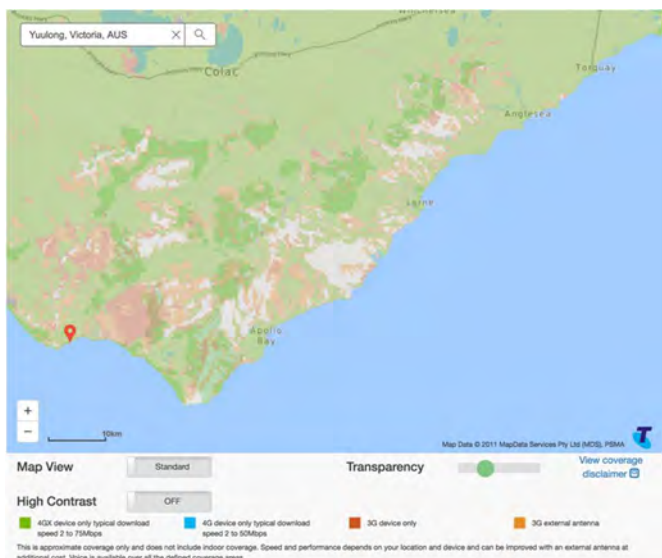 Yuulong, Victoria, AUS
Winchelsea
Colac
Torquay
Anglesea
Lorne
Apollo
Bay
+
−
10km
Map Data © 2011 MapData Services Pty Ltd (MDS), PSMA
Map View
Standard
Transparency
View coverage
disclaimer
High Contrast
OFF
4GX device only typical download
speed 2 to 75Mbps
4G device only typical download
speed 2 to 50Mbps
3G device only
3G external antenna
This is approximate coverage only and does not include indoor coverage. Speed and performance depends on your location and device and can be improved with an external antenna at
additional cost. Voice is available over all the defined coverage areas.